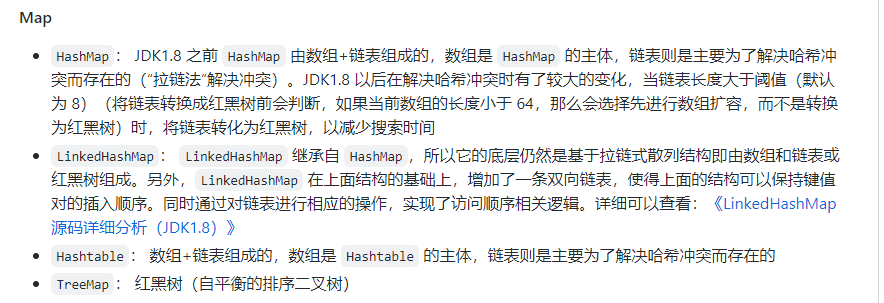 Map
HashMap： JDK1.8 之前 HashMap 由数组+链表组成的，数组是 HashMap 的主体，链表则是主要为了解决哈希冲
突而存在的（“拉链法”解决冲突）。JDK1.8 以后在解决哈希冲突时有了较大的变化，当链表长度大于阈值（默认
为 8）（将链表转换成红黑树前会判断，如果当前数组的长度小于 64，那么会选择先进行数组扩容，而不是转换
为红黑树）时，将链表转化为红黑树，以减少搜索时间
LinkedHashMap： LinkedHashMap 继承自 HashMap，所以它的底层仍然是基于拉链式散列结构即由数组和链表或
红黑树组成。另外，LinkedHashMap 在上面结构的基础上，增加了一条双向链表，使得上面的结构可以保持键值
对的插入顺序。同时通过对链表进行相应的操作，实现了访问顺序相关逻辑。详细可以查看：《LinkedHashMap
源码详细分析（JDK1.8）》
Hashtable： 数组+链表组成的，数组是 Hashtable 的主体，链表则是主要为了解决哈希冲突而存在的
TreeMap： 红黑树（自平衡的排序二叉树）